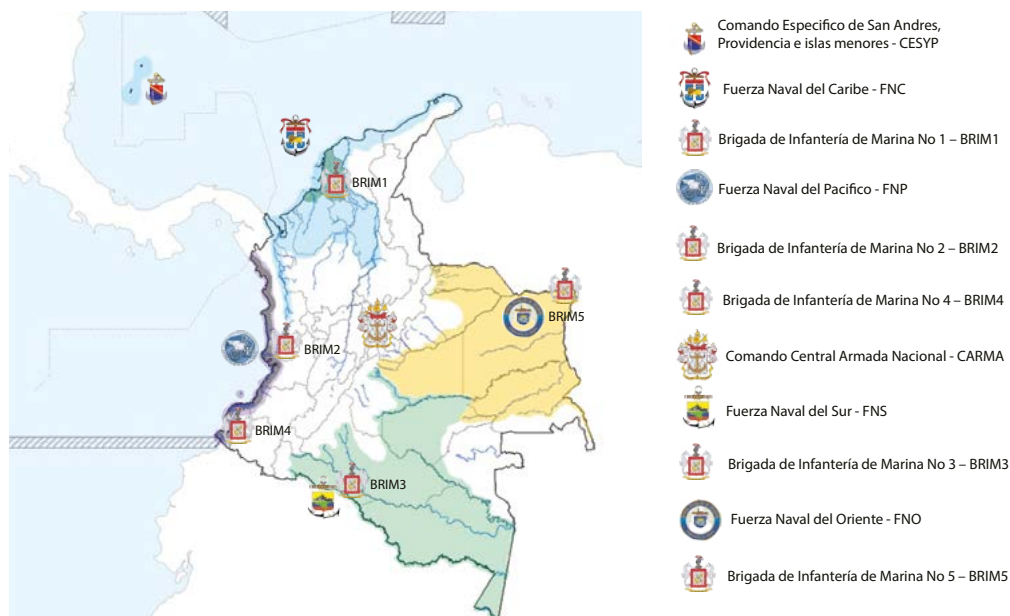 BRIM1
BRIM5
BRIM2
BRIM4
BRIM3
Comando Especifico de San Andres,
Providencia e islas menores - CESYP
Fuerza Naval del Caribe - FNC
Brigada de Infantería de Marina No 1 – BRIM1
Fuerza Naval del Pacifico - FNP
Brigada de Infantería de Marina No 2 – BRIM2
Brigada de Infantería de Marina No 4 – BRIM4
Comando Central Armada Nacional - CARMA
Fuerza Naval del Sur - FNS
Brigada de Infantería de Marina No 3 – BRIM3
Fuerza Naval del Oriente - FNO
Brigada de Infantería de Marina No 5 – BRIM5